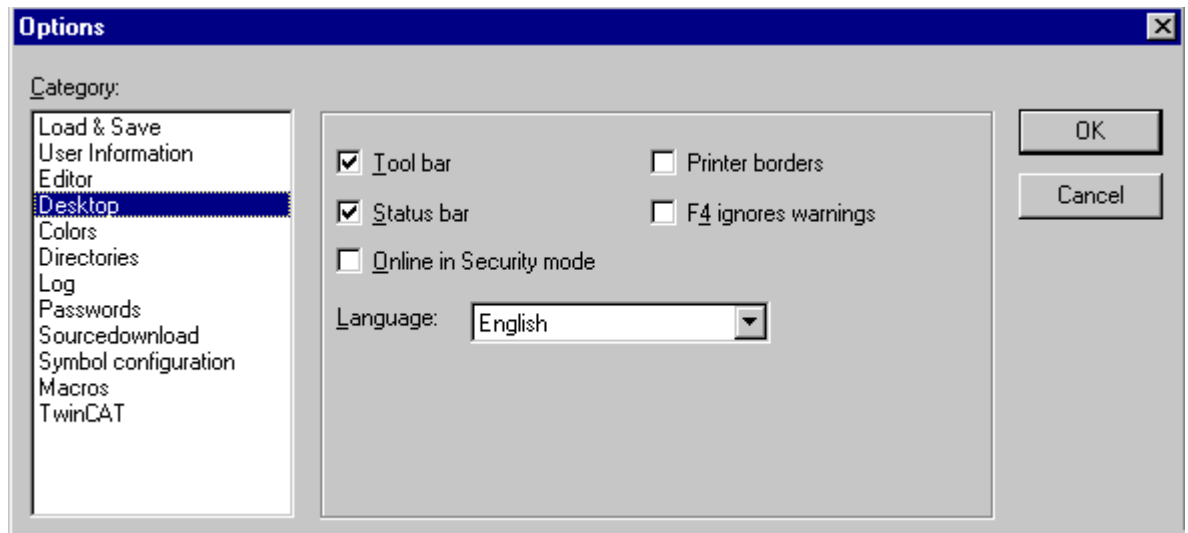 Options
Category:
Load & Save
User Information
Editor
Desktop
Colors
Directories
Log
Passwords
Sourcedownload
Symbol configuration
Macros
TwinCAT
Tool bar
Printer borders
Status bar
F4 ignores warnings
Online in Security mode
Language:
English
OK
Cancel